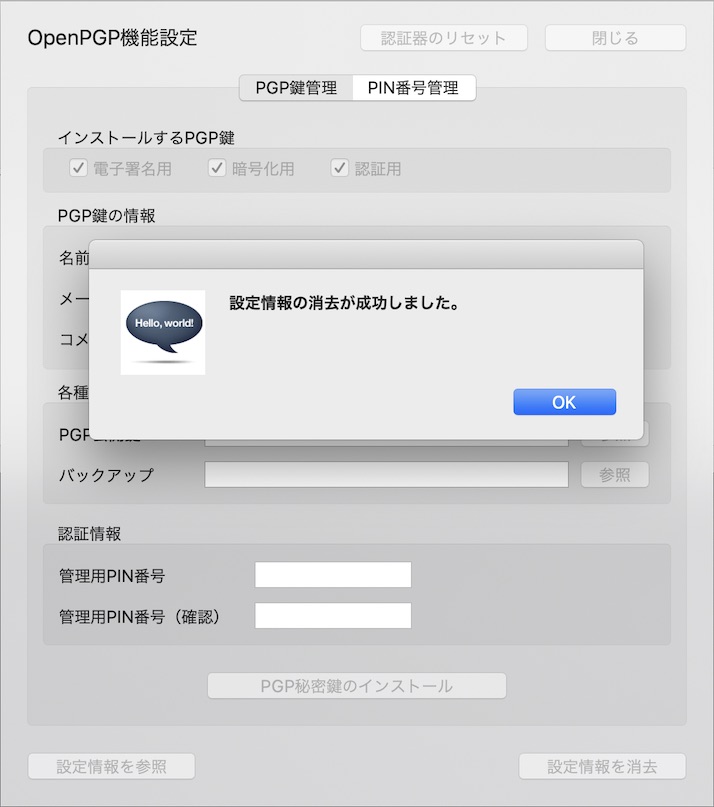 OpenPGP機能設定
認証器のリセット
閉じる
PGP鍵管理
PIN番号管理
インストールするPGP鍵
電子署名用
暗号化用
認証用
PGP鍵の情報
名前
メー
コメ
Hello, world!
設定情報の消去が成功しました。
OK
各種
PGP公開鍵
バックアップ
参照
認証情報
管理用PIN番号
管理用PIN番号（確認）
PGP秘密鍵のインストール
設定情報を参照
設定情報を消去